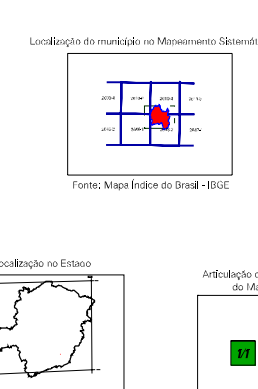 Localização do município no Mapeamento Sistemát
Fonte: Mapa Índice do Brasil - IBGE
ocalização no Estado
Articulação d
do Ma
1/1